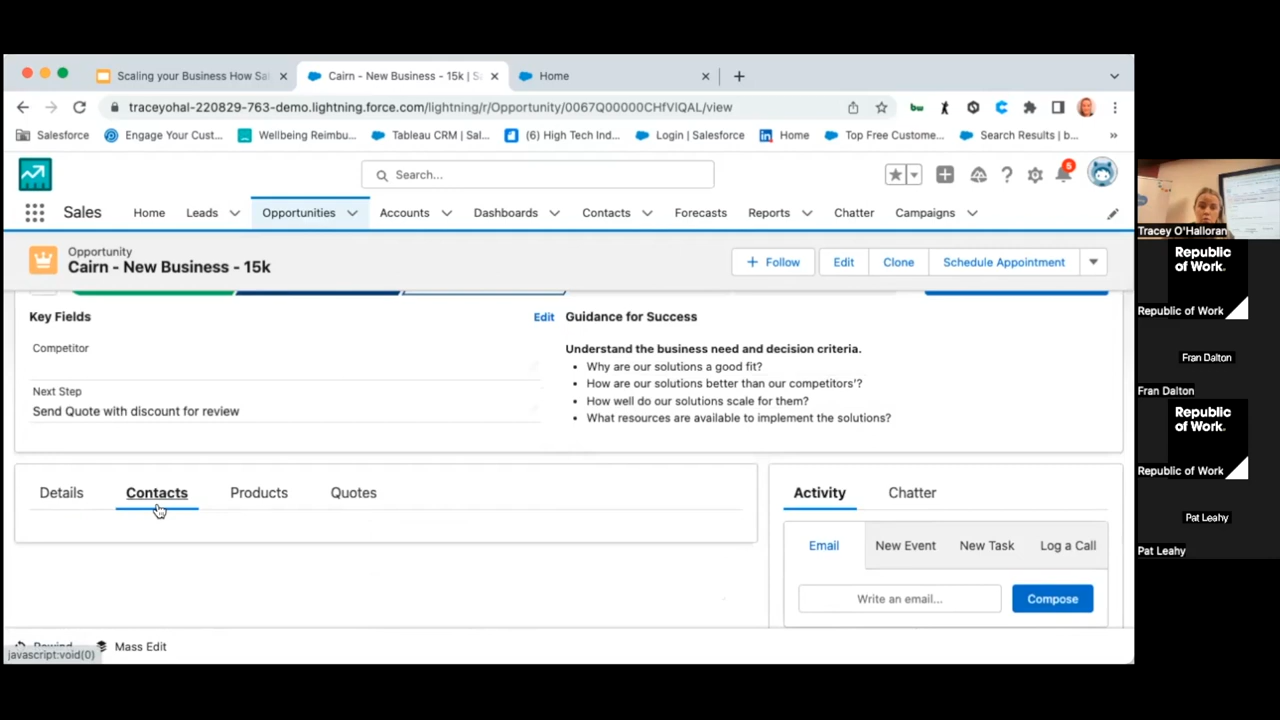 Scaling your Business How Sa
Cairn - New Business - 15k | S
Home
traceyohal-220829-763-demo.lightning.force.com/lightning/r/Opportunity/0067Q00000CHfVlQAL/view
Salesforce
Engage Your Cust...
Wellbeing Reimbu...
Tableau CRM | Sal...
(6) High Tech Ind...
Login | Salesforce
Home
Top Free Custome...
Search Results | b...
»
Search...
8
Sales
Home
Leads
Opportunities
Accounts
Dashboards
Contacts
Forecasts
Reports
Chatter
Campaigns
Opportunity
Cairn - New Business - 15k
+ Follow
Edit
Clone
Schedule Appointment
Key Fields
Edit
Guidance for Success
Competitor
Understand the business need and decision criteria.
• Why are our solutions a good fit?
• How are our solutions better than our competitors'?
• How well do our solutions scale for them?
• What resources are available to implement the solutions?
Next Step
Send Quote with discount for review
Details
Contacts
Products
Quotes
Activity
Chatter
Email
New Event
New Task
Log a Call
Write an email...
Compose
Rewind
Mass Edit
javascript:void(0)
Tracey O'Halloran
Republic
of Work.
Republic of Work
Fran Dalton
Fran Dalton
Republic
of Work.
Republic of Work
Pat Leahy
Pat Leahy